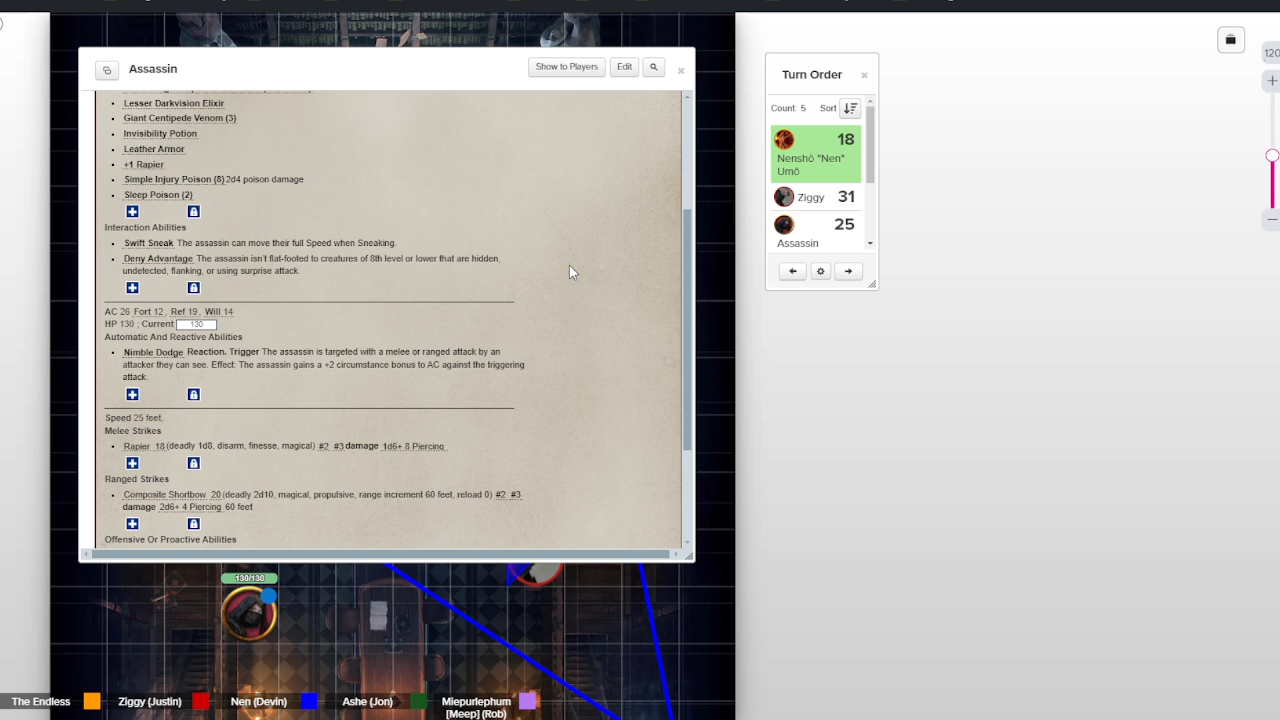 Assassin
Show to Players
Edit
Lesser Darkvision Elixir
Giant Centipede Venom (3)
Invisibility Potion
Leather Armor
+1 Rapier
Simple Injury Poison (8) 2d4 poison damage
Sleep Poison (2)
Interaction Abilities
Swift Sneak The assassin can move their full Speed when Sneaking.
Deny Advantage The assassin isn't flat-footed to creatures of 8th level or lower that are hidden,
undetected, flanking, or using surprise attack.
AC 26 Fort 12, Ref 19, Will 14
HP 130 ; Current 130
Automatic And Reactive Abilities
Nimble Dodge Reaction. Trigger The assassin is targeted with a melee or ranged attack by an
attacker they can see. Effect: The assassin gains a +2 circumstance bonus to AC against the triggering
attack.
Speed 25 feet.
Melee Strikes
Rapier 18 (deadly 1d8, disarm, finesse, magical) #2 #3 damage 1d6+ 8 Piercing
Ranged Strikes
Composite Shortbow 20 (deadly 2d10, magical, propulsive, range increment 60 feet, reload 0) #2 #3
damage 2d6+ 4 Piercing 60 feet
Offensive Or Proactive Abilities
Turn Order
Count: 5 Sort
18
Nenshó "Nen"
Umô
Ziggy 31
25
Assassin
120
130/130
The Endless
Ziggy (Justin)
Nen (Devin)
Ashe (Jon)
Miepurlephum
[Meep] (Rob)